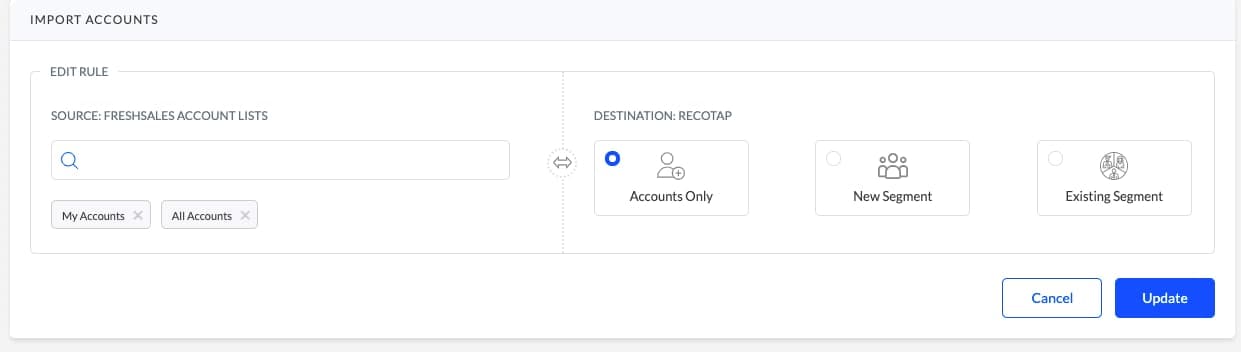 IMPORT ACCOUNTS
EDIT RULE
SOURCE: FRESHSALES ACCOUNT LISTS
My Accounts
All Accounts
DESTINATION: RECOTAP
Accounts Only
New Segment
Existing Segment
Cancel
Update